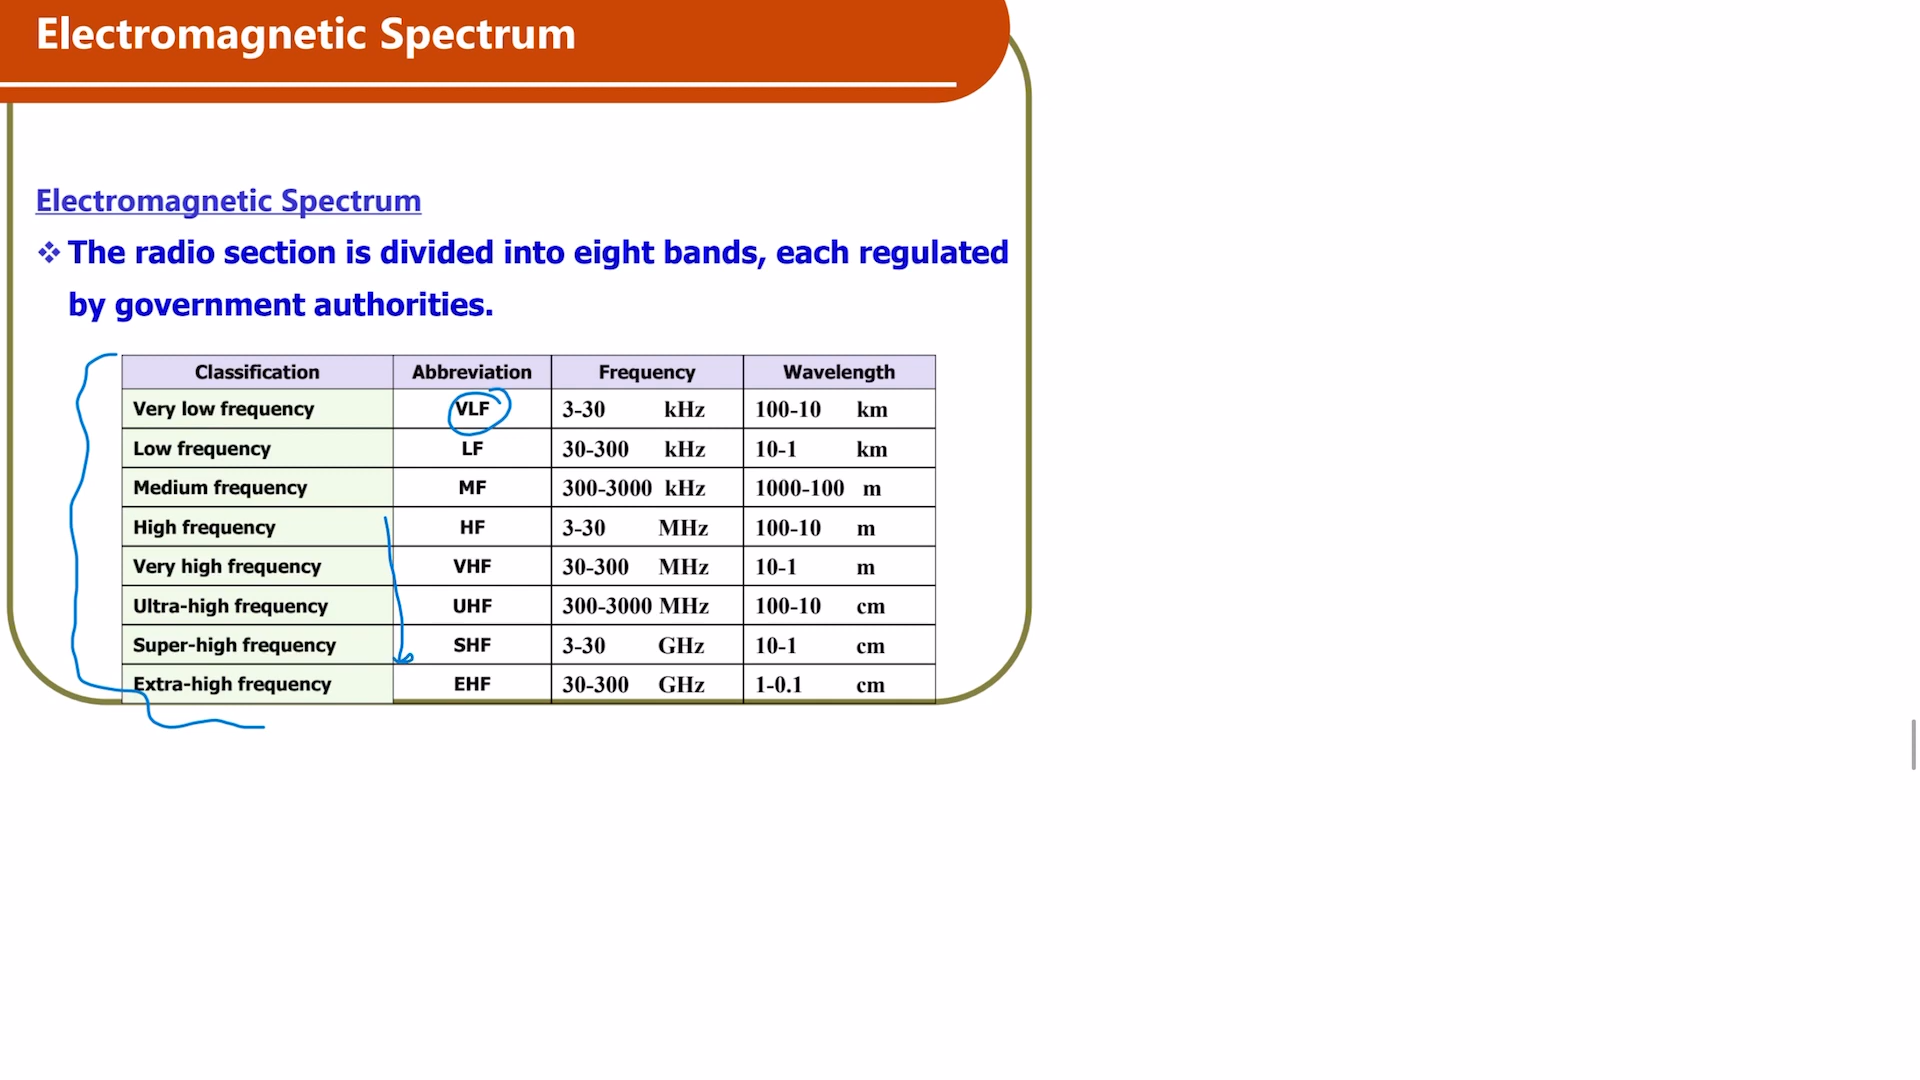 Electromagnetic Spectrum
Electromagnetic Spectrum
❖ The radio section is divided into eight bands, each regulated
by government authorities.
Classification Abbreviation Frequency Wavelength
Very low frequency VLF 3-30 kHz 100-10 km
Low frequency LF 30-300 kHz 10-1 km
Medium frequency MF 300-3000 kHz 1000-100 m
High frequency HF 3-30 MHz 100-10 m
Very high frequency VHF 30-300 MHz 10-1 m
Ultra-high frequency UHF 300-3000 MHz 100-10 cm
Super-high frequency SHF 3-30 GHz 10-1 cm
Extra-high frequency EHF 30-300 GHz 1-0.1 cm